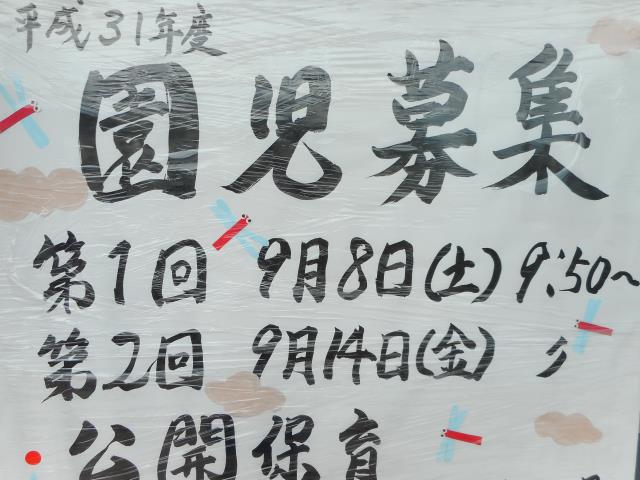 平成31年度
園児募集
第1回 9月8日(土) 9:50~
第2回 9月14日(金) 〃
公開保育